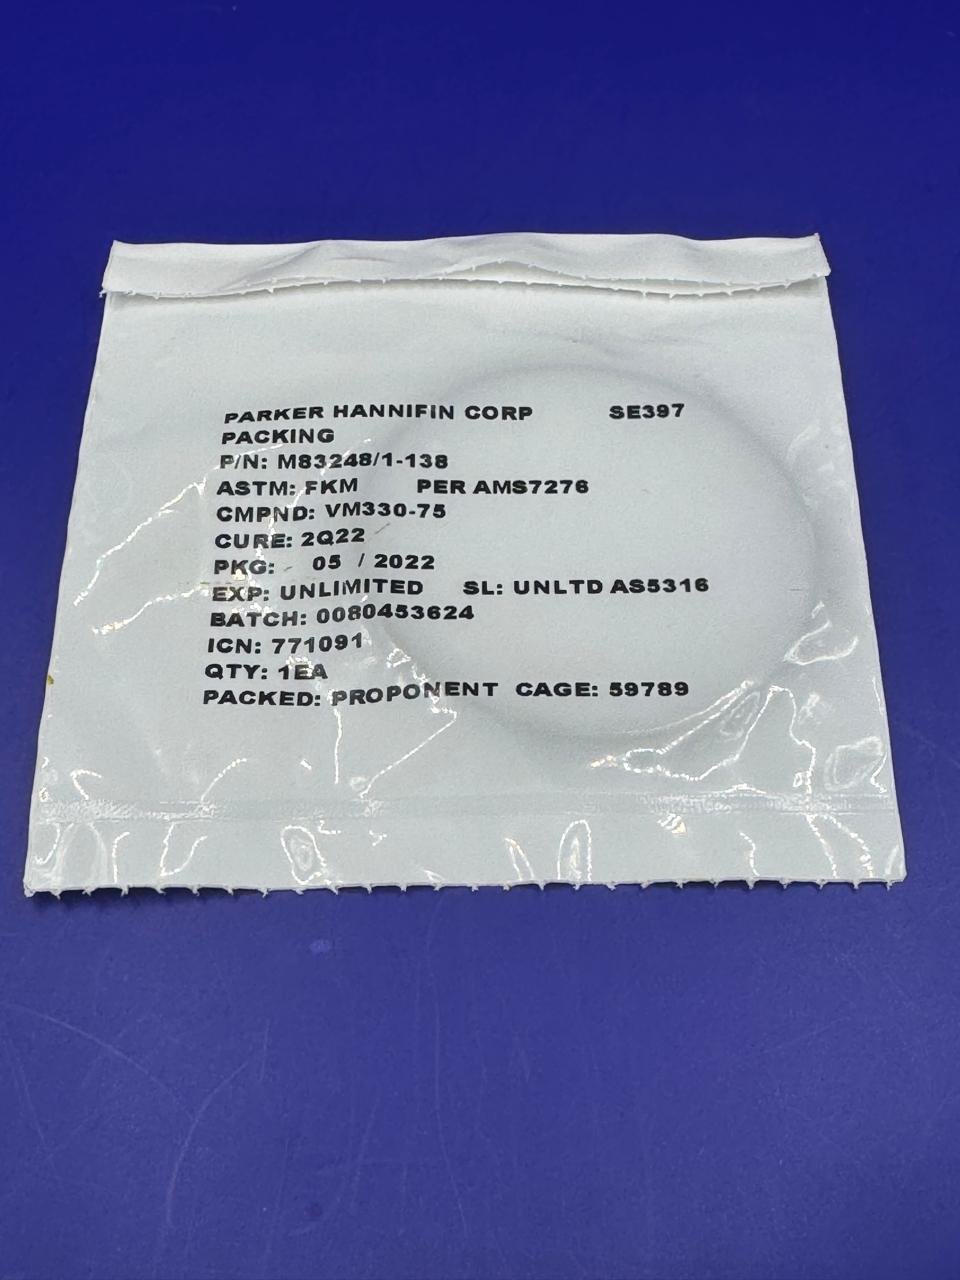 PARKER HANNIFIN CORP SE397
PACKING
P/N: M83248/1-138
ASTM: FKM PER AMS7276
CMPND: VM330-75
CURE: 2Q22
PKG: 05 / 2022
EXP: UNLIMITED SL: UNLTD AS5316
BATCH: 0080453624
ICN: 771091
QTY: 1EA
PACKED: PROPONENT CAGE: 59789